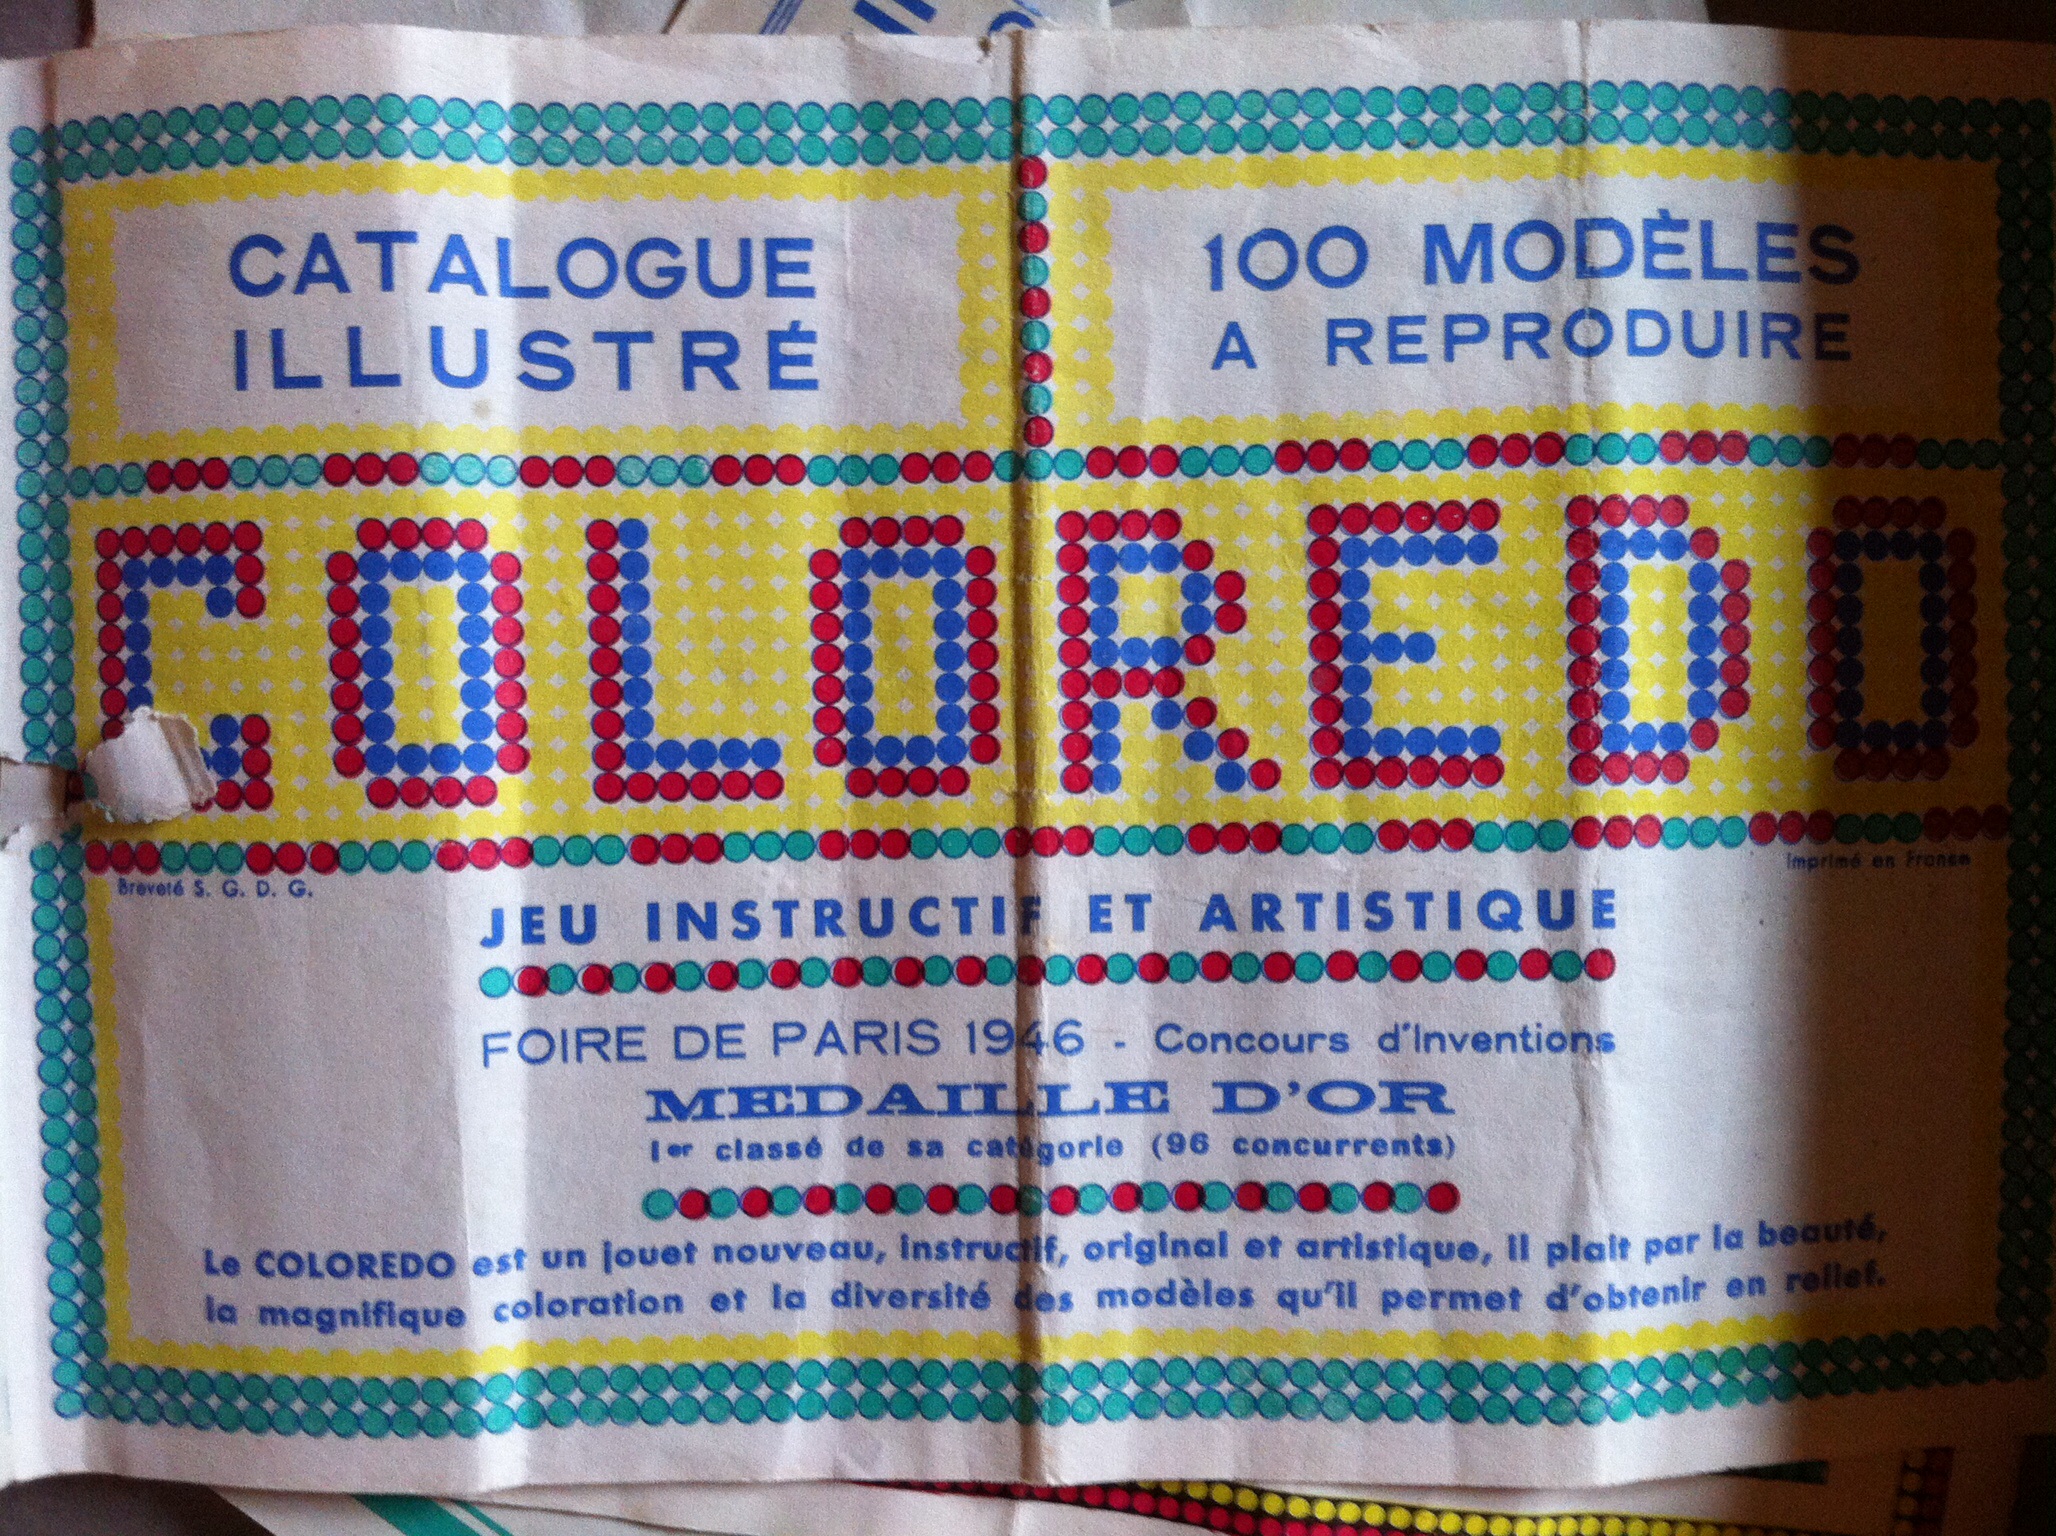 CATALOGUE
ILLUSTRÉ
100 MODÈLES
A REPRODUIRE
COLOREDO
Breveté S. G. D. G.
Imprimé en France
JEU INSTRUCTIF ET ARTISTIQUE
FOIRE DE PARIS 1946 - Concours d'Inventions
MEDAILLE D'OR
1er classé de sa catégorie (96 concurrents)
Le COLOREDO est un jouet nouveau, instructif, original et artistique, il plait par la beauté,
la magnifique coloration et la diversité des modèles qu'il permet d'obtenir en relief.